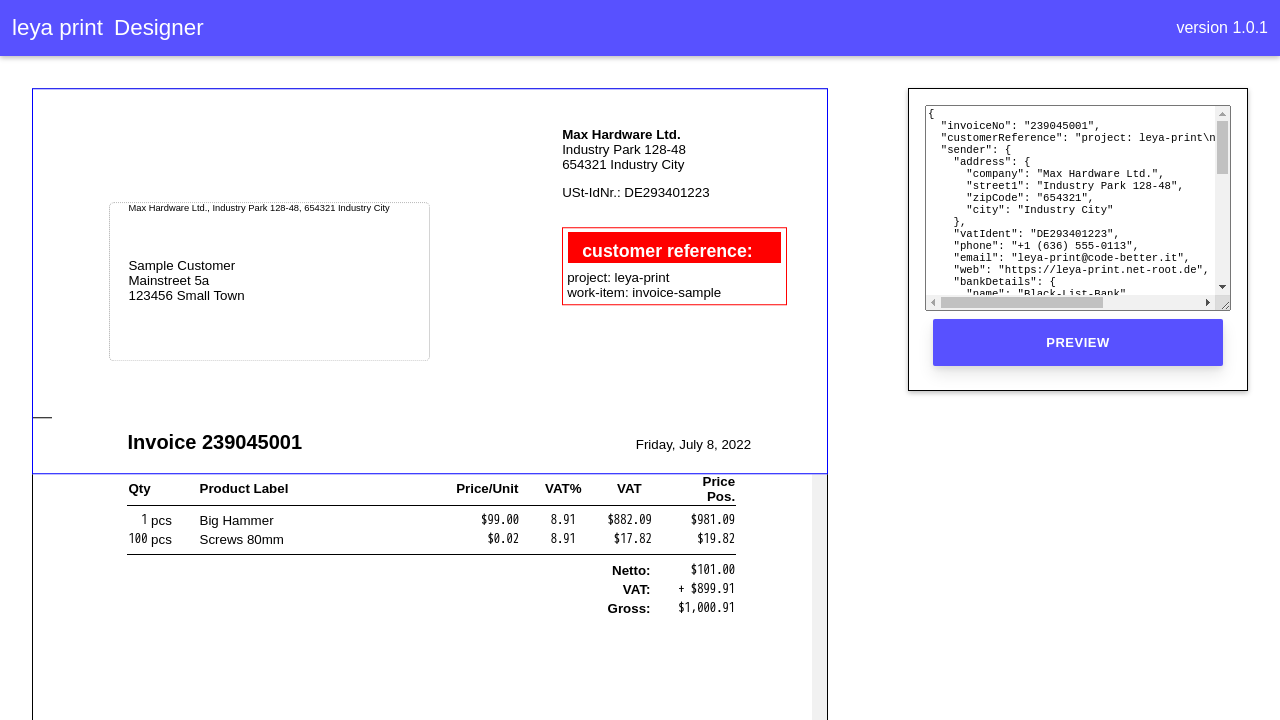 leya print Designer
version 1.0.1
Max Hardware Ltd.
Industry Park 128-48
654321 Industry City
USt-IdNr.: DE293401223
Max Hardware Ltd., Industry Park 128-48, 654321 Industry City
Sample Customer
Mainstreet 5a
123456 Small Town
customer reference:
project: leya-print
work-item: invoice-sample
Invoice 239045001
Friday, July 8, 2022
Qty Product Label Price/Unit VAT% VAT Price Pos.
1 pcs Big Hammer $99.00 8.91 $882.09 $981.09
100 pcs Screws 80mm $0.02 8.91 $17.82 $19.82
Netto: $101.00
VAT: + $899.91
Gross: $1,000.91
{
"invoiceNo": "239045001",
"customerReference": "project: leya-print\n
"sender": {
"address": {
"company": "Max Hardware Ltd.",
"street1": "Industry Park 128-48",
"zipCode": "654321",
"city": "Industry City"
},
"vatIdent": "DE293401223",
"phone": "+1 (636) 555-0113",
"email": "leya-print@code-better.it",
"web": "https://leya-print.net-root.de",
"bankDetails": {
"name": "Black-List-Bank"
PREVIEW